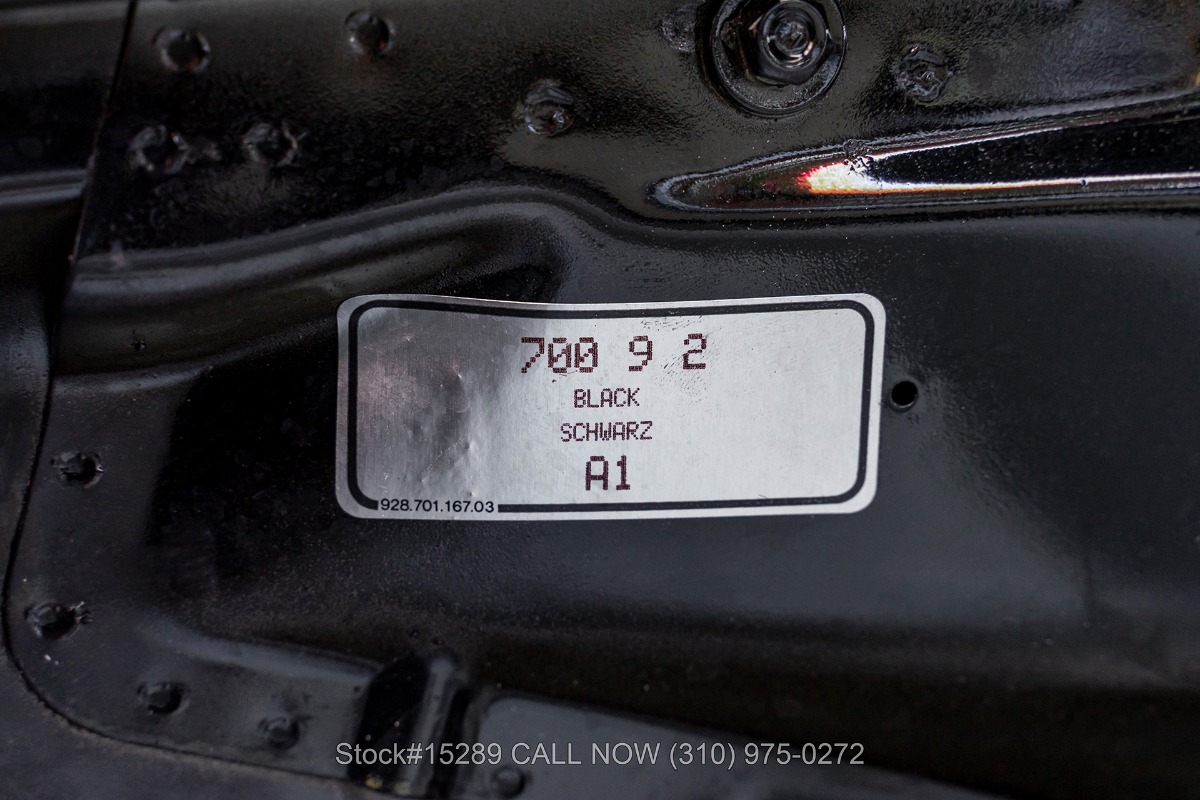 700 9 2
BLACK
SCHWARZ
A1
928.701.167.03
Stock#15289 CALL NOW (310) 975-0272